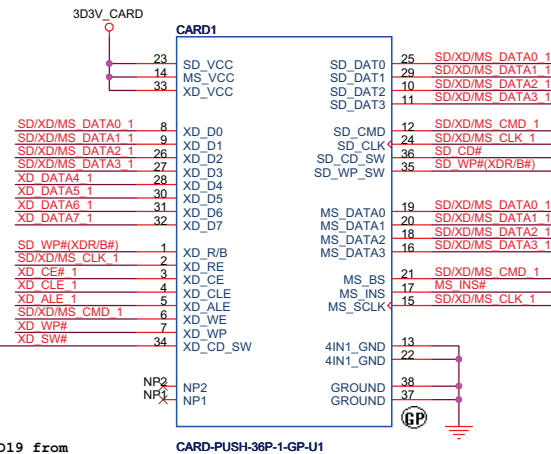 3D3V_CARD
CARD1
23 SD_VCC
14 MS_VCC
33 XD_VCC
SD/XD/MS_DATA0_1 8 XD_D0
SD/XD/MS_DATA1_1 9 XD_D1
SD/XD/MS_DATA2_1 26 XD_D2
SD/XD/MS_DATA3_1 27 XD_D3
XD_DATA4_1 28 XD_D4
XD_DATA5_1 30 XD_D5
XD_DATA6_1 31 XD_D6
XD_DATA7_1 32 XD_D7
SD_WP#(XDR/B#) 1 XD_R/B
SD/XD/MS_CLK_1 2 XD_RE
XD_CE#_1 3 XD_CE
XD_CLE_1 4 XD_CLE
XD_ALE_1 5 XD_ALE
SD/XD/MS_CMD_1 6 XD_WE
XD_WP# 7 XD_WP
XD_SW# 34 XD_CD_SW
NP2 NP2
NP1 NP1
SD_DAT0 25 SD/XD/MS_DATA0_1
SD_DAT1 29 SD/XD/MS_DATA1_1
SD_DAT2 10 SD/XD/MS_DATA2_1
SD_DAT3 11 SD/XD/MS_DATA3_1
SD_CMD 12 SD/XD/MS_CMD_1
SD_CLK 24 SD/XD/MS_CLK_1
SD_CD_SW 36 SD_CD#
SD_WP_SW 35 SD_WP#(XDR/B#)
MS_DATA0 19 SD/XD/MS_DATA0_1
MS_DATA1 20 SD/XD/MS_DATA1_1
MS_DATA2 18 SD/XD/MS_DATA2_1
MS_DATA3 16 SD/XD/MS_DATA3_1
MS_BS 21 SD/XD/MS_CMD_1
MS_INS 17 MS_INS#
MS_SCLK 15 SD/XD/MS_CLK_1
4IN1_GND 13
4IN1_GND 22
GROUND 38
GROUND 37
GP
D19 from
CARD-PUSH-36P-1-GP-U1